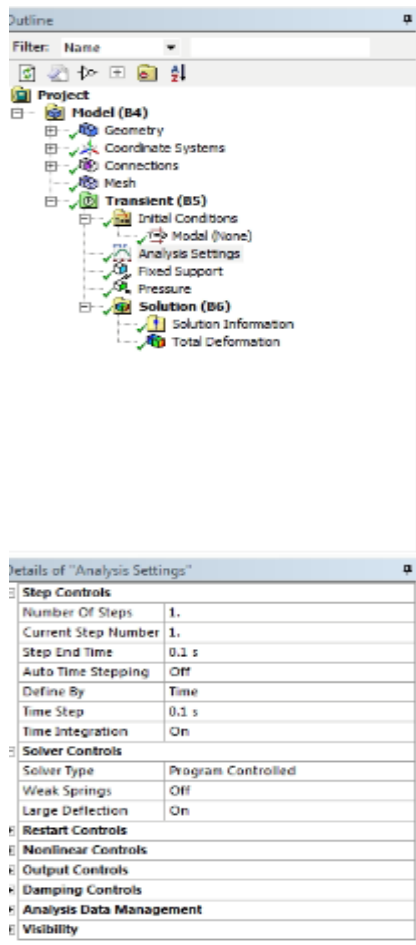 Outline
Filter: Name
Project
Model (B4)
Geometry
Coordinate Systems
Connections
Mesh
Transient (B5)
Initial Conditions
Modal (None)
Analysis Settings
Fixed Support
Pressure
Solution (B6)
Solution Information
Total Deformation
Details of "Analysis Settings"
Step Controls
Number Of Steps 1.
Current Step Number 1.
Step End Time 0.1 s
Auto Time Stepping Off
Define By Time
Time Step 0.1 s
Time Integration On
Solver Controls
Solver Type Program Controlled
Weak Springs Off
Large Deflection On
Restart Controls
Nonlinear Controls
Output Controls
Damping Controls
Analysis Data Management
Visibility